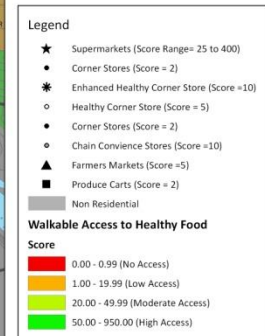 Legend
Supermarkets (Score Range= 25 to 400)
Corner Stores (Score = 2)
Enhanced Healthy Corner Store (Score =10)
Healthy Corner Store (Score = 5)
Corner Stores (Score = 2)
Chain Convience Stores (Score =10)
Farmers Markets (Score =5)
Produce Carts (Score = 2)
Non Residential
Walkable Access to Healthy Food
Score
0.00 - 0.99 (No Access)
1.00 - 19.99 (Low Access)
20.00 - 49.99 (Moderate Access)
50.00 - 950.00 (High Access)